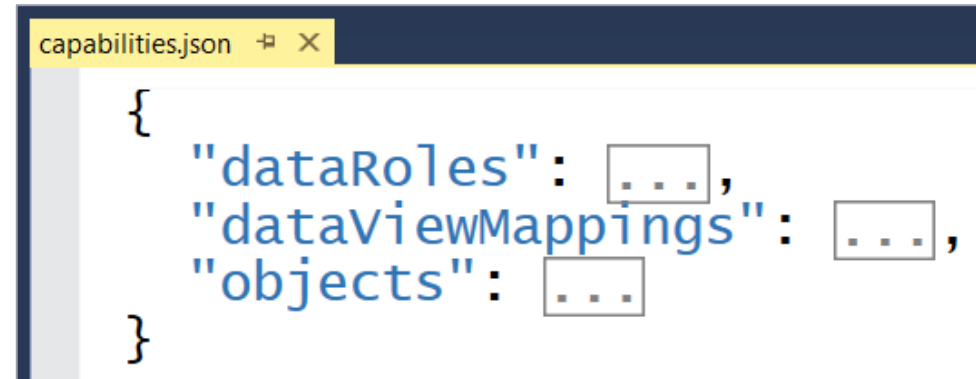 capabilities.json
{
"dataRoles": ...,
"dataViewMappings": ...,
"objects": ...
}